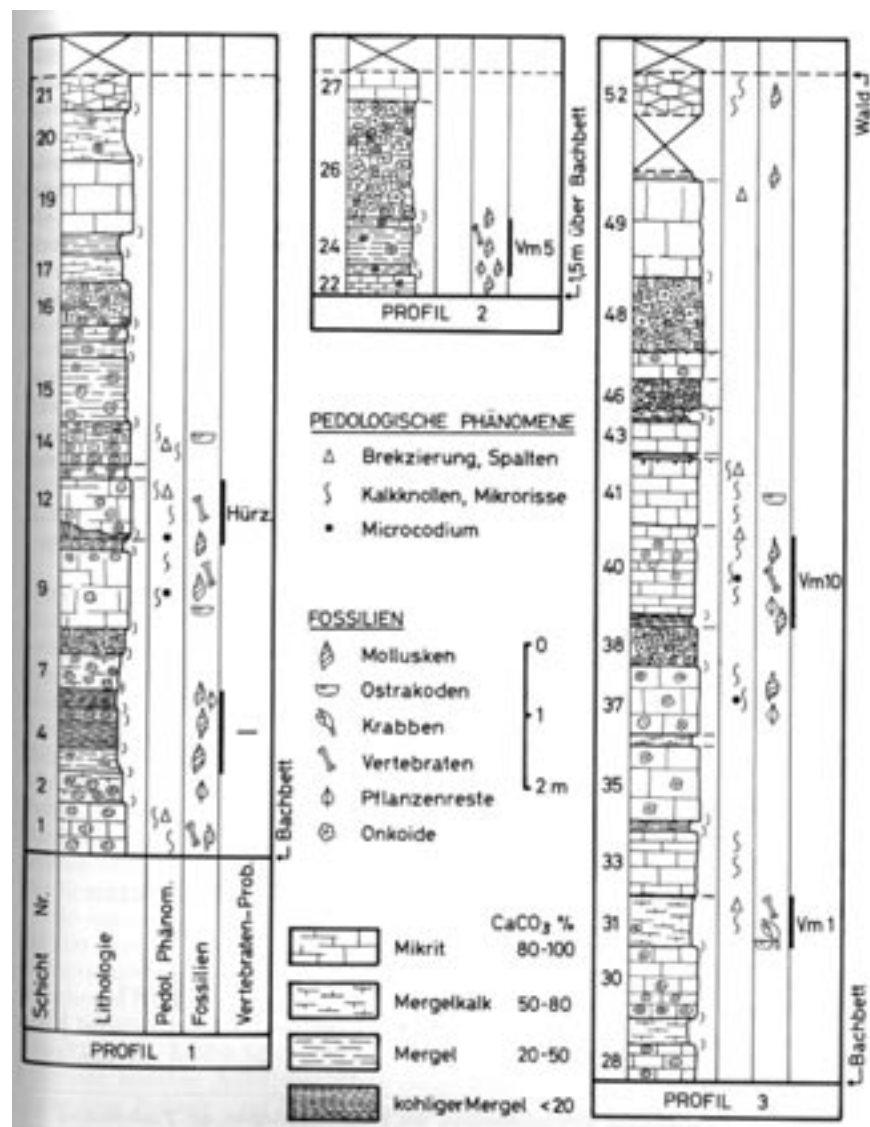 21
20
19
17
16
15
14
12
9
7
4
2
1
Hürz.
Bachbett
Schicht Nr.
Lithologie
Pedol. Phänom.
Fossilien
Vertebraten-Prob.
PROFIL 1
27
26
24
22
Vm5
1,5m über Bachbett
PROFIL 2
PEDOLOGISCHE PHÄNOMENE
Brekzierung, Spalten
Kalkknollen, Mikrorisse
Microcodium
FOSSILIEN
Mollusken
Ostrakoden
Krabben
Vertebraten
Pflanzenreste
Onkoide
0
1
2 m
CaCO3 %
Mikrit 80-100
Mergelkalk 50-80
Mergel 20-50
kohliger Mergel <20
52
49
48
46
43
41
40
38
37
35
33
31
30
28
Vm10
Vm 1
Wald
Bachbett
PROFIL 3